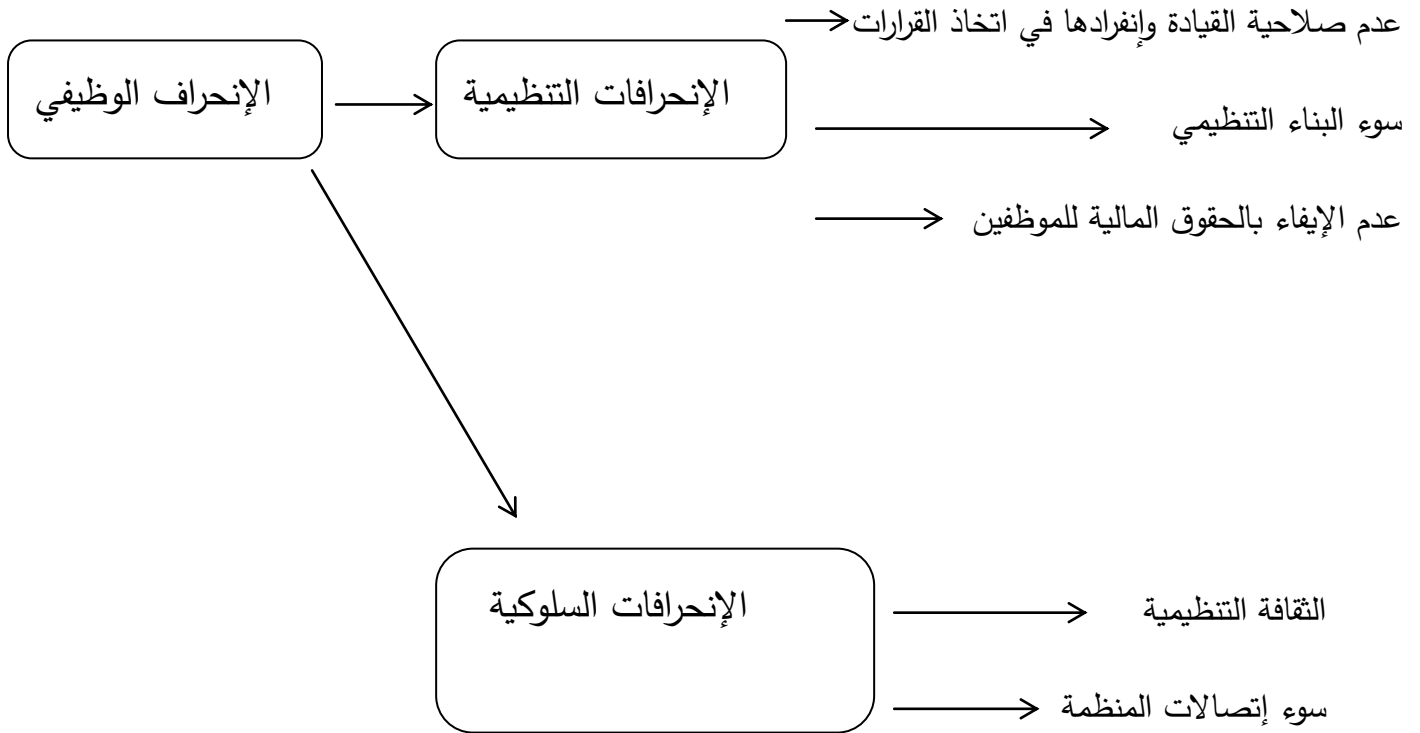 عدم صلاحية القيادة وإنفرادها في اتخاذ القرارات
الإنحراف الوظيفي
الإنحرافات التنظيمية
سوء البناء التنظيمي
عدم الإيفاء بالحقوق المالية للموظفين
الإنحرافات السلوكية
الثقافة التنظيمية
سوء إتصالات المنظمة